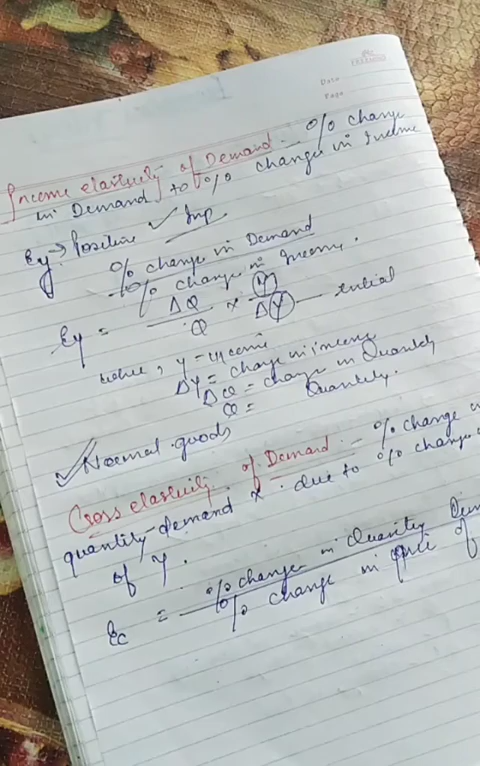 Date
Page
Income elasticity of Demand - % change
in Demand to % change in Income
Ey → Positive ✓ Imp
% change in Demand
% change in Income.
Ey = ΔQ/Q × Y/ΔY
where, y = income
ΔY = change in income
ΔQ = change in Quantity
Q = Quantity.
✓ Normal goods
Cross elasticity of Demand - % change in
quantity demand x due to % change
of y.
Ec = % change in Quantity Dem
% change in price of